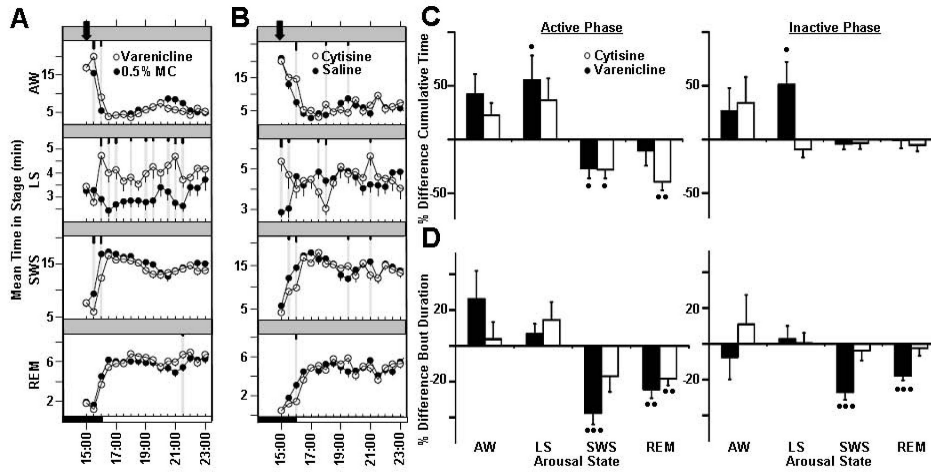 A
B
C
D
Varenicline
0.5% MC
Cytisine
Saline
Mean Time in Stage (min)
AW
15
5
LS
5
4
3
SWS
15
5
REM
6
2
15:00
17:00
19:00
21:00
23:00
15
5
5
4
3
15
5
6
4
2
15:00
17:00
19:00
21:00
23:00
Active Phase
Inactive Phase
Cytisine
Varenicline
% Difference Cumulative Time
50
-50
50
-50
% Difference Bout Duration
20
-20
20
-20
AW LS SWS REM
Arousal State
AW LS SWS REM
Arousal State